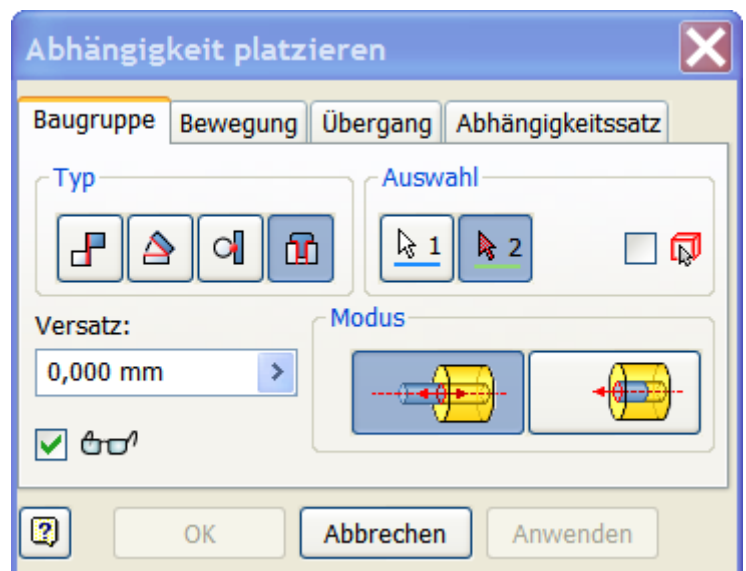 Abhängigkeit platzieren
Baugruppe Bewegung Übergang Abhängigkeitssatz
Typ Auswahl
1 2
Versatz: Modus
0,000 mm
? OK Abbrechen Anwenden